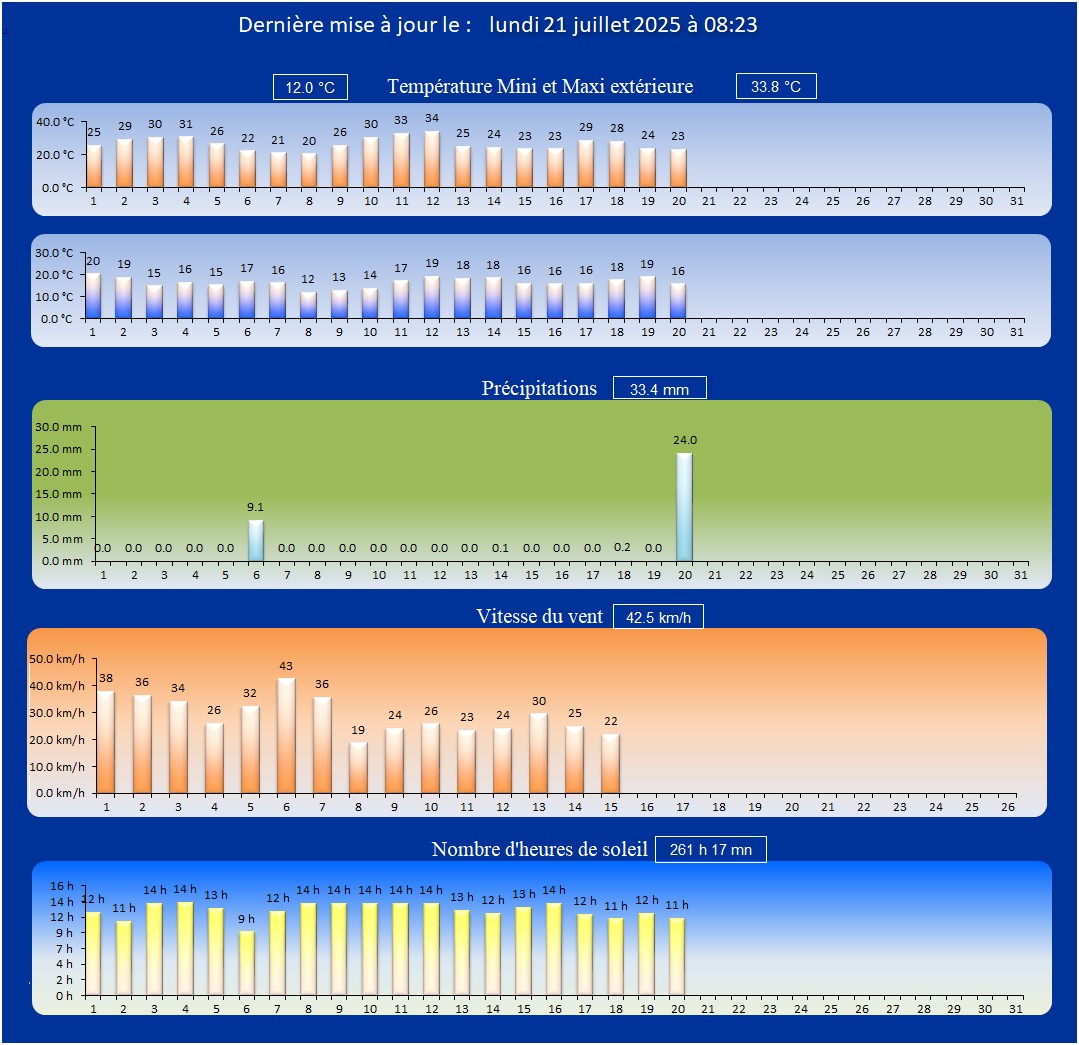 Dernière mise à jour le : lundi 21 juillet 2025 à 08:23
12.0 °C Température Mini et Maxi extérieure 33.8 °C
40.0 °C
20.0 °C
0.0 °C
25 29 30 31 26 22 21 20 26 30 33 34 25 24 23 23 29 28 24 23
1 2 3 4 5 6 7 8 9 10 11 12 13 14 15 16 17 18 19 20 21 22 23 24 25 26 27 28 29 30 31
30.0 °C
20.0 °C
10.0 °C
0.0 °C
20 19 15 16 15 17 16 12 13 14 17 19 18 18 16 16 16 18 19 16
1 2 3 4 5 6 7 8 9 10 11 12 13 14 15 16 17 18 19 20 21 22 23 24 25 26 27 28 29 30 31
Précipitations 33.4 mm
30.0 mm
25.0 mm
20.0 mm
15.0 mm
10.0 mm
5.0 mm
0.0 mm
0.0 0.0 0.0 0.0 0.0 9.1 0.0 0.0 0.0 0.0 0.0 0.0 0.0 0.1 0.0 0.0 0.0 0.2 0.0 24.0
1 2 3 4 5 6 7 8 9 10 11 12 13 14 15 16 17 18 19 20 21 22 23 24 25 26 27 28 29 30 31
Vitesse du vent 42.5 km/h
50.0 km/h
40.0 km/h
30.0 km/h
20.0 km/h
10.0 km/h
0.0 km/h
38 36 34 26 32 43 36 19 24 26 23 24 30 25 22
1 2 3 4 5 6 7 8 9 10 11 12 13 14 15 16 17 18 19 20 21 22 23 24 25 26
Nombre d'heures de soleil 261 h 17 mn
16 h
14 h
12 h
9 h
7 h
4 h
2 h
0 h
12 h 11 h 14 h 14 h 13 h 9 h 12 h 14 h 14 h 14 h 14 h 14 h 13 h 12 h 13 h 14 h 12 h 11 h 12 h 11 h
1 2 3 4 5 6 7 8 9 10 11 12 13 14 15 16 17 18 19 20 21 22 23 24 25 26 27 28 29 30 31